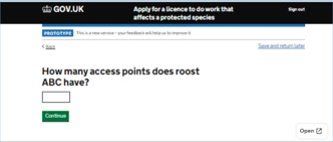 GOV.UK
Apply for a licence to do work that
affects a protected species
Sign out
PROTOTYPE This is a new service - your feedback will help us to improve it
Back
Save and return later
How many access points does roost
ABC have?
Continue
Open